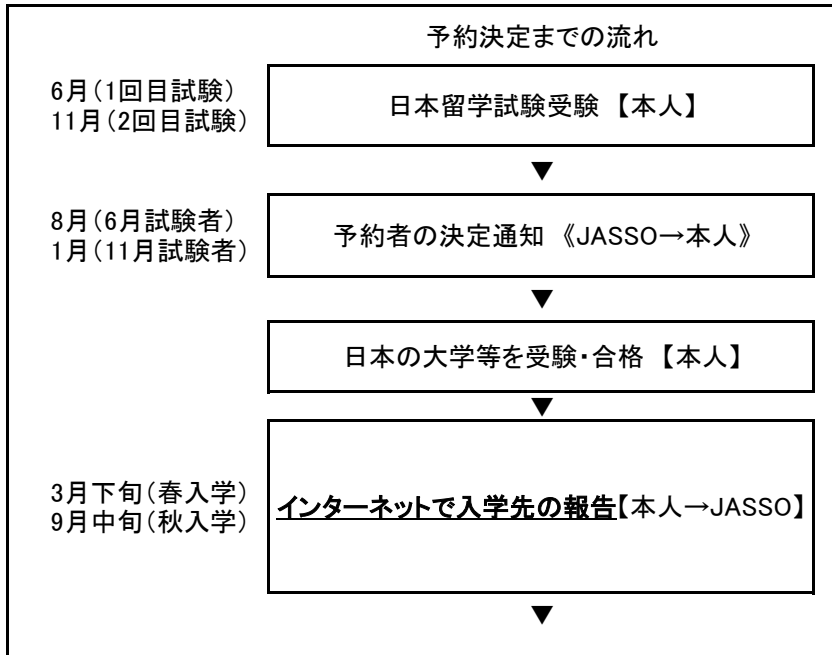 予約決定までの流れ
6月(1回目試験)
11月(2回目試験)
日本留学試験受験 【本人】
▼
8月(6月試験者)
1月(11月試験者)
予約者の決定通知 《JASSO→本人》
▼
日本の大学等を受験・合格 【本人】
▼
3月下旬(春入学)
9月中旬(秋入学)
インターネットで入学先の報告【本人→JASSO】
▼